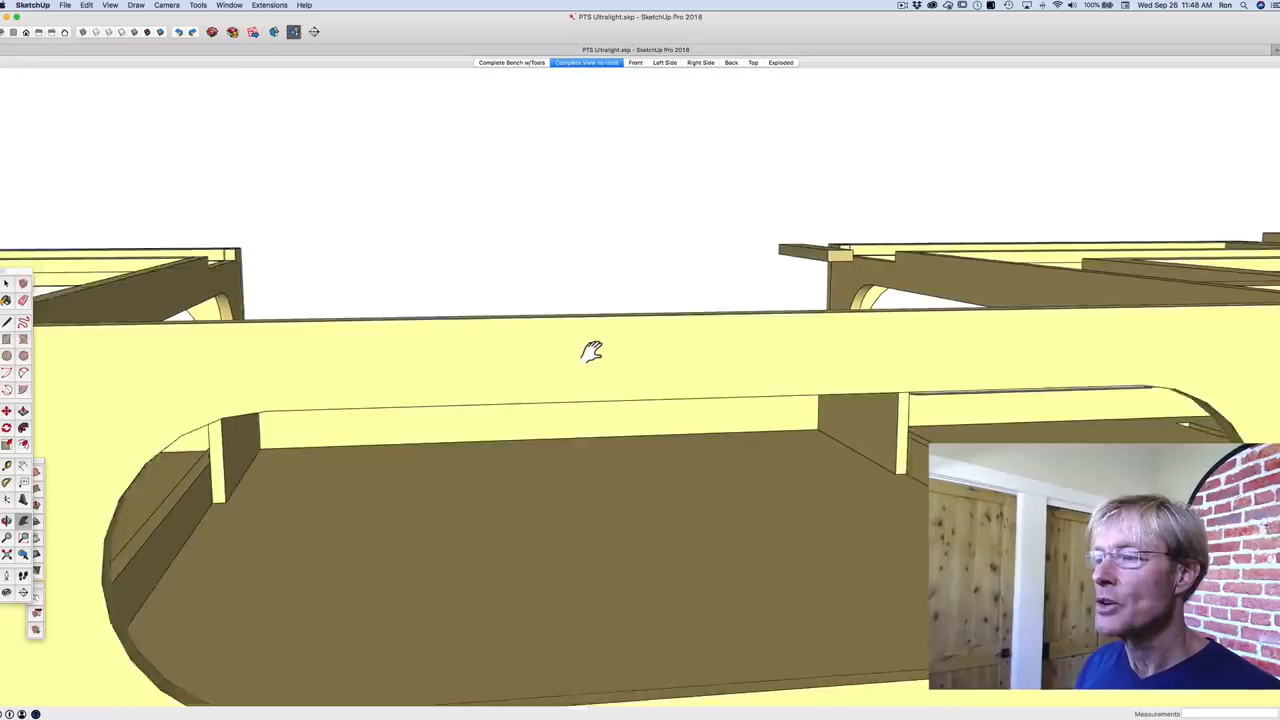 SketchUp File Edit View Draw Camera Tools Window Extensions Help 100% Wed Sep 26 11:48 AM Ron
PTS Ultralight.skp - SketchUp Pro 2018
PTS Ultralight.skp - SketchUp Pro 2018
Complete Bench w/Tools Complete View no tools Front Left Side Right Side Back Top Exploded
Measurements